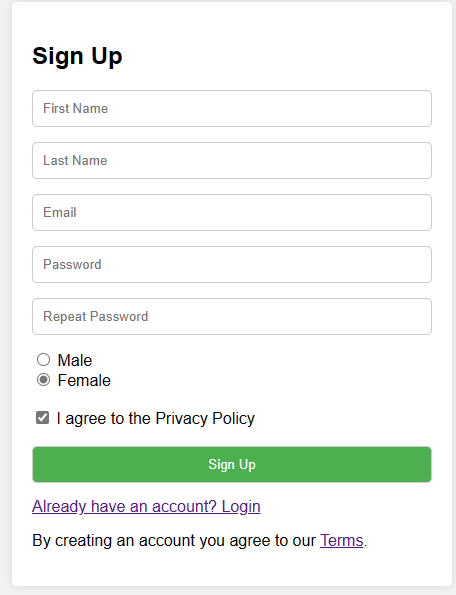 Sign Up
First Name
Last Name
Email
Password
Repeat Password
Male
Female
I agree to the Privacy Policy
Sign Up
Already have an account? Login
By creating an account you agree to our Terms.